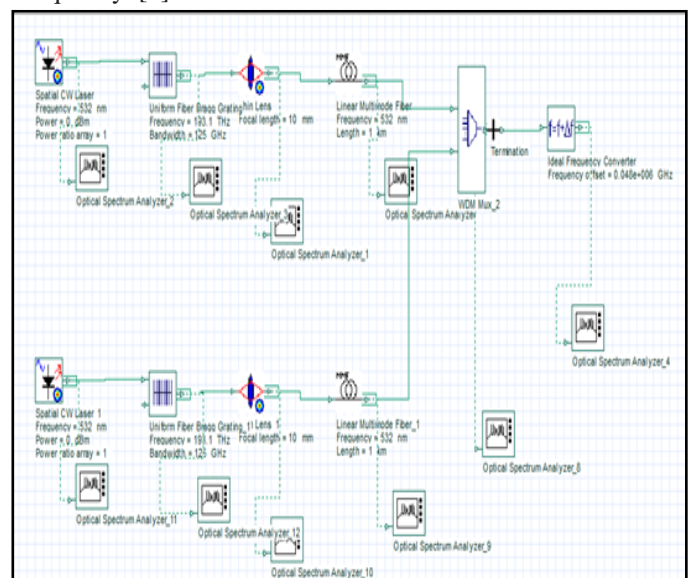 Spatial CW Laser
Frequency = 532 nm
Power = 0 dBm
Power ratio array = 1
Uniform Fiber Bragg Grating
Frequency = 193.1 THz
Bandwidth = 125 GHz
hin Lens
Focal length = 10 mm
MMF
Linear Multimode Fiber
Frequency = 532 nm
Length = 1 km
Termination
WDM Mux_2
f=f+Δf
Ideal Frequency Converter
Frequency offset = 0.048e+006 GHz
Optical Spectrum Analyzer_2
Optical Spectrum Analyzer_3
Optical Spectrum Analyzer_1
Optical Spectrum Analyzer
Optical Spectrum Analyzer_4
Spatial CW Laser 1
Frequency = 532 nm
Power = 0 dBm
Power ratio array = 1
Uniform Fiber Bragg Grating_1
Frequency = 193.1 THz
Bandwidth = 125 GHz
Lens 1
Focal length = 10 mm
MMF
Linear Multimode Fiber_1
Frequency = 532 nm
Length = 1 km
Optical Spectrum Analyzer_8
Optical Spectrum Analyzer_11
Optical Spectrum Analyzer_12
Optical Spectrum Analyzer_10
Optical Spectrum Analyzer_9